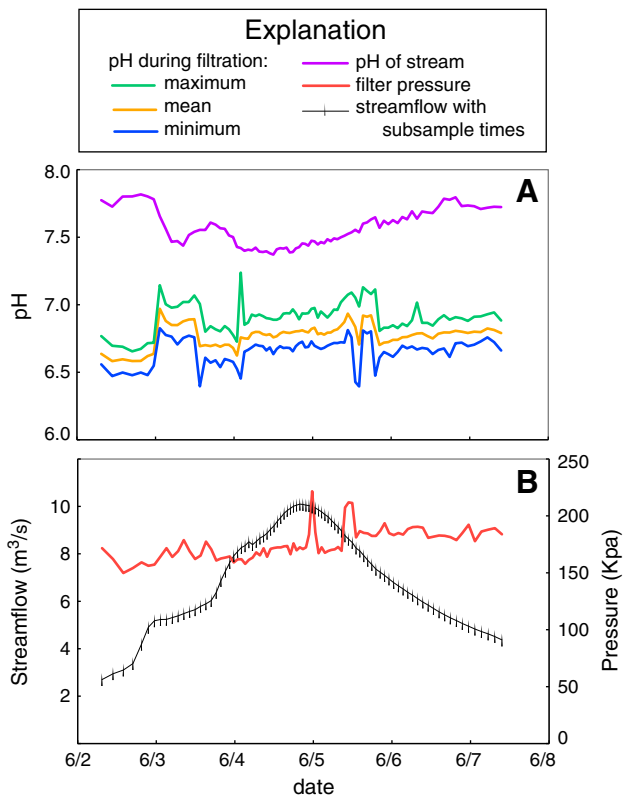 Explanation
pH during filtration:
maximum
mean
minimum
pH of stream
filter pressure
streamflow with
subsample times
A
8.0
7.5
7.0
6.5
6.0
pH
B
10
8
6
4
2
Streamflow (m³/s)
250
200
150
100
50
0
Pressure (Kpa)
6/2 6/3 6/4 6/5 6/6 6/7 6/8
date